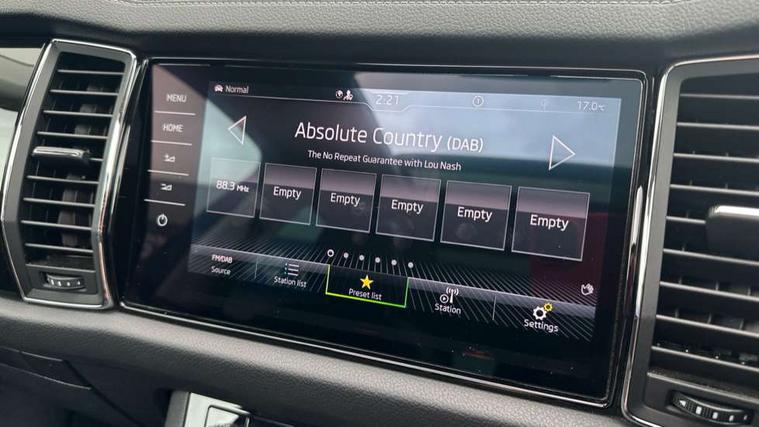 MENU
HOME
Normal
2:21
17.0°C
Absolute Country (DAB)
The No Repeat Guarantee with Lou Nash
88.3 MHz
Empty
Empty
Empty
Empty
Empty
FM/DAB
Source
Station list
Preset list
Station
Settings